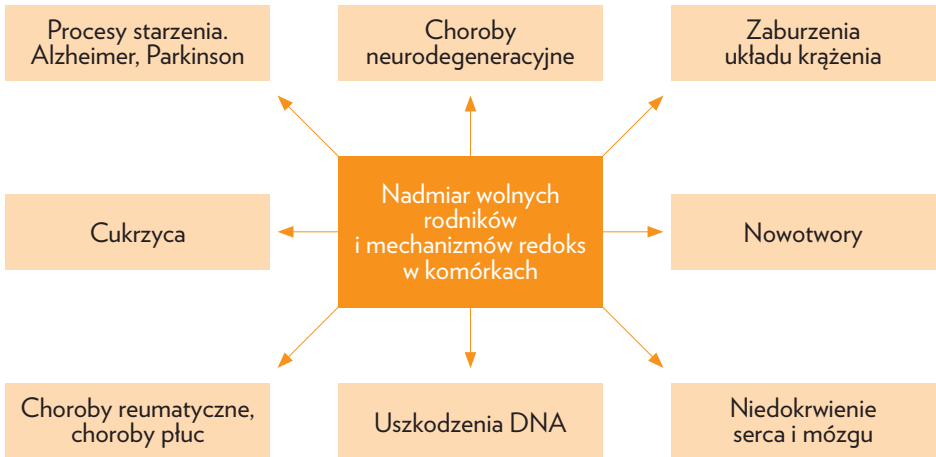 Procesy starzenia.
Alzheimer, Parkinson
Choroby
neurodegeneracyjne
Zaburzenia
układu krążenia
Cukrzyca
Nadmiar wolnych
rodników
i mechanizmów redoks
w komórkach
Nowotwory
Choroby reumatyczne,
choroby płuc
Uszkodzenia DNA
Niedokrwienie
serca i mózgu